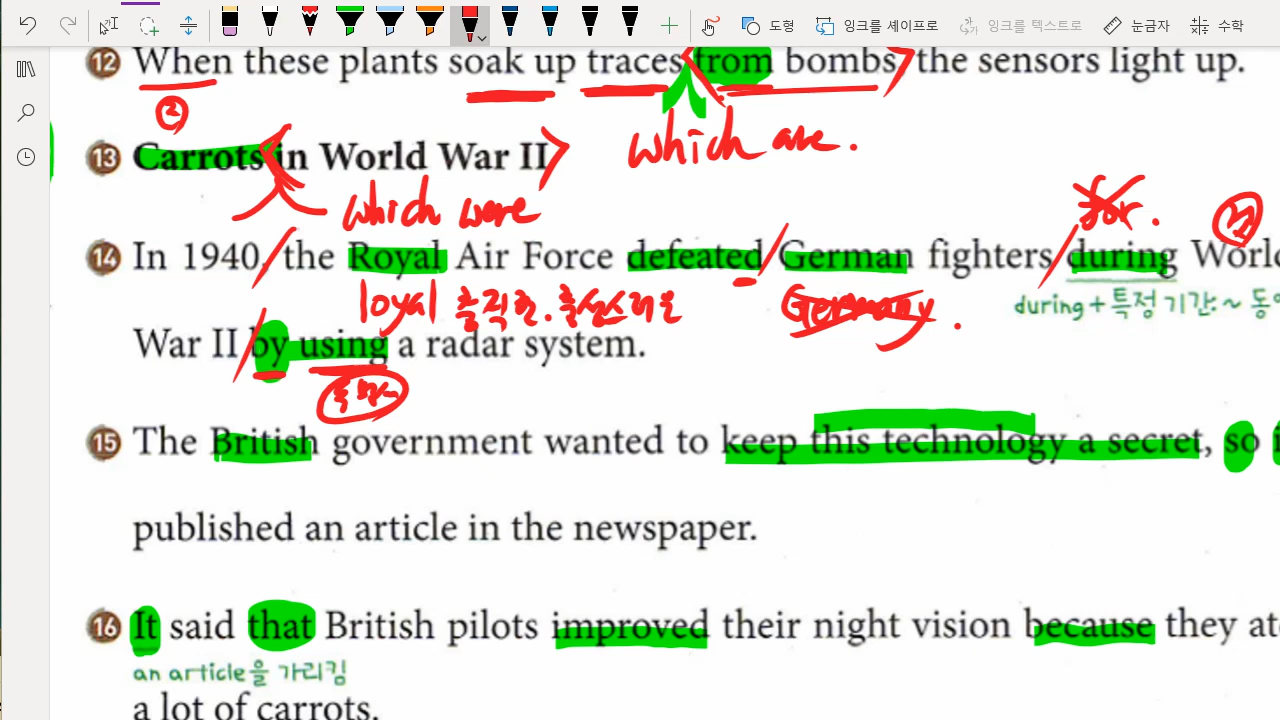 도형 잉크를 셰이프로 잉크를 텍스트로 눈금자 수학
⑫ When these plants soak up traces from bombs, the sensors light up.
②
which are.
⑬ Carrots in World War II
which were
for.
⑭ In 1940, the Royal Air Force defeated German fighters during World
loyal 충직한. 충성스러운
Germany.
during + 특정 기간: ~ 동안
War II by using a radar system.
⑮ The British government wanted to keep this technology a secret, so
published an article in the newspaper.
⑯ It said that British pilots improved their night vision because they ate
an article을 가리킴
a lot of carrots.